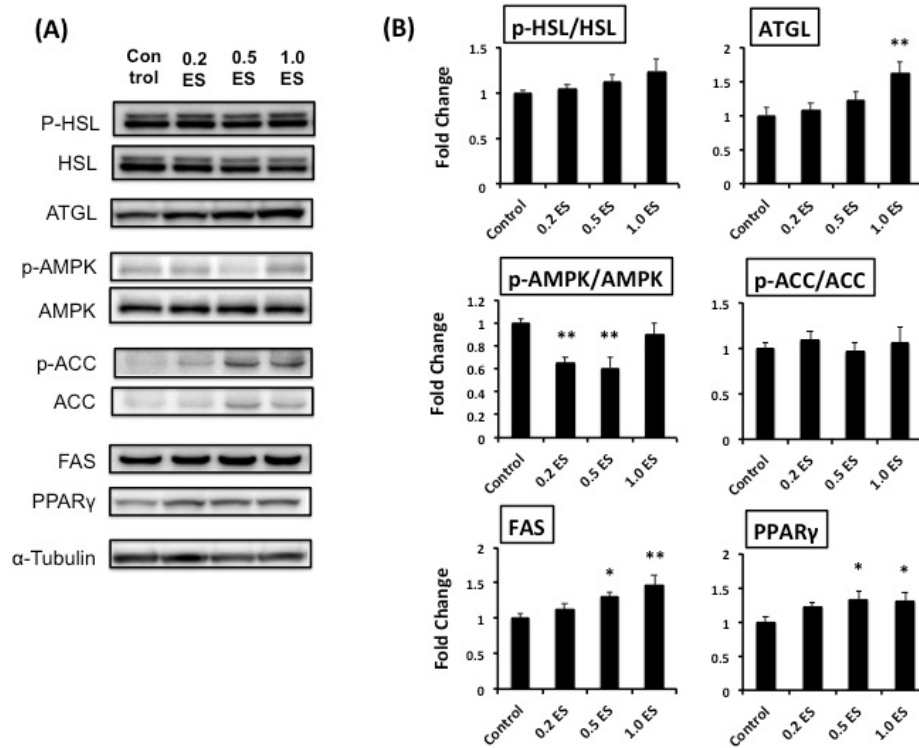 (A)
Con 0.2 0.5 1.0
trol ES ES ES
P-HSL
HSL
ATGL
p-AMPK
AMPK
p-ACC
ACC
FAS
PPARγ
α-Tubulin
(B)
p-HSL/HSL
Fold Change
1.5
1
0.5
0
Control 0.2 ES 0.5 ES 1.0 ES
ATGL
2
1.5
1
0.5
0
**
Control 0.2 ES 0.5 ES 1.0 ES
p-AMPK/AMPK
Fold Change
1.2
1
0.8
0.6
0.4
0.2
0
** **
Control 0.2 ES 0.5 ES 1.0 ES
p-ACC/ACC
1.5
1
0.5
0
Control 0.2 ES 0.5 ES 1.0 ES
FAS
Fold Change
2
1.5
1
0.5
0
* **
Control 0.2 ES 0.5 ES 1.0 ES
PPARγ
2
1.5
1
0.5
0
* *
Control 0.2 ES 0.5 ES 1.0 ES